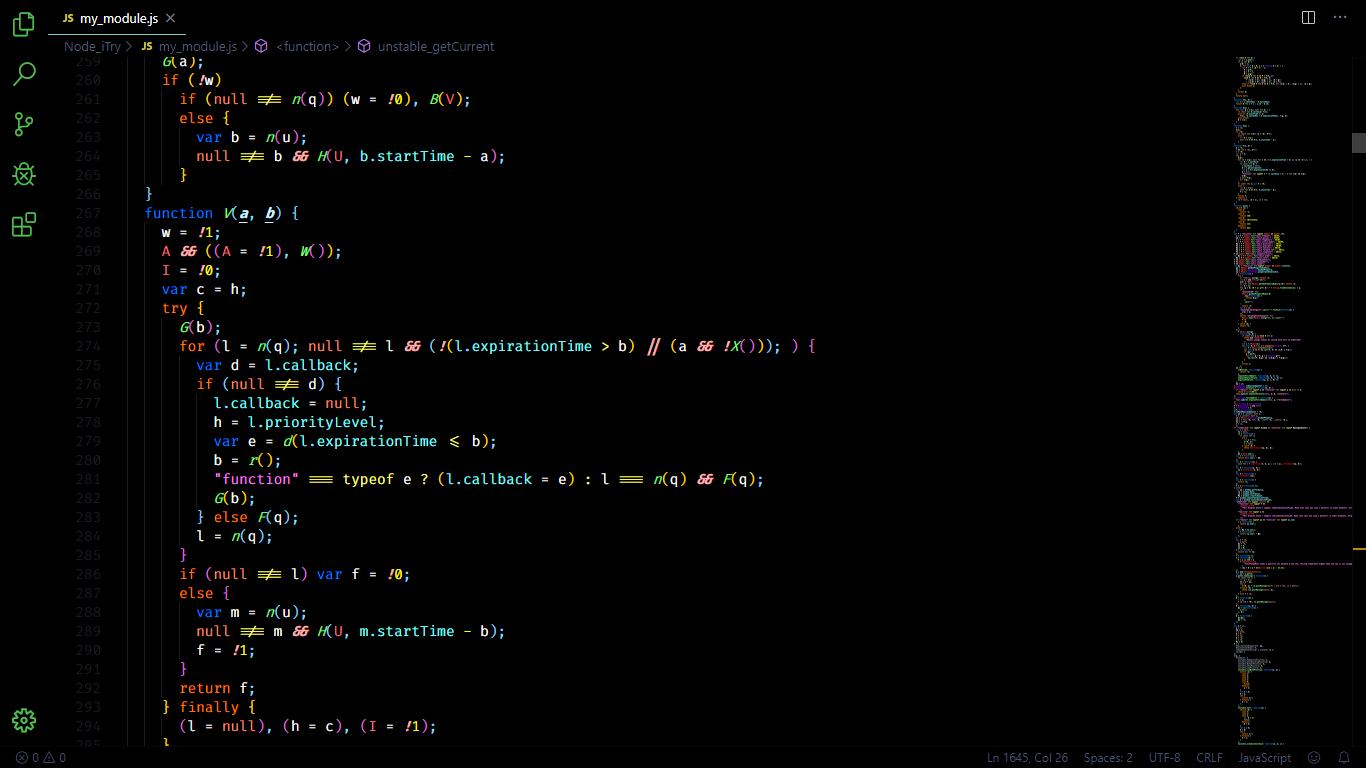 JS my_module.js
Node_iTry > JS my_module.js > <function> > unstable_getCurrent
259 G(a);
260 if (!w)
261 if (null !== n(q)) (w = !0), B(V);
262 else {
263 var b = n(u);
264 null !== b && H(U, b.startTime - a);
265 }
266 }
267 function V(a, b) {
268 w = !1;
269 A && ((A = !1), W());
270 I = !0;
271 var c = h;
272 try {
273 G(b);
274 for (l = n(q); null !== l && (!(l.expirationTime > b) || (a && !X())); ) {
275 var d = l.callback;
276 if (null !== d) {
277 l.callback = null;
278 h = l.priorityLevel;
279 var e = d(l.expirationTime <= b);
280 b = r();
281 "function" === typeof e ? (l.callback = e) : l === n(q) && F(q);
282 G(b);
283 } else F(q);
284 l = n(q);
285 }
286 if (null !== l) var f = !0;
287 else {
288 var m = n(u);
289 null !== m && H(U, m.startTime - b);
290 f = !1;
291 }
292 return f;
293 } finally {
294 (l = null), (h = c), (I = !1);
295 }
0 0 Ln 1645, Col 26 Spaces: 2 UTF-8 CRLF JavaScript